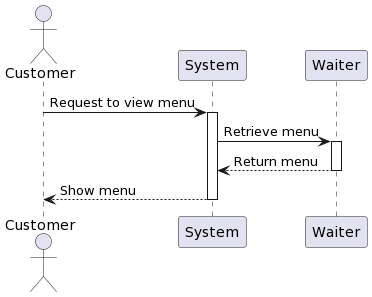 Customer
System
Waiter
Request to view menu
Retrieve menu
Return menu
Show menu
Customer
System
Waiter